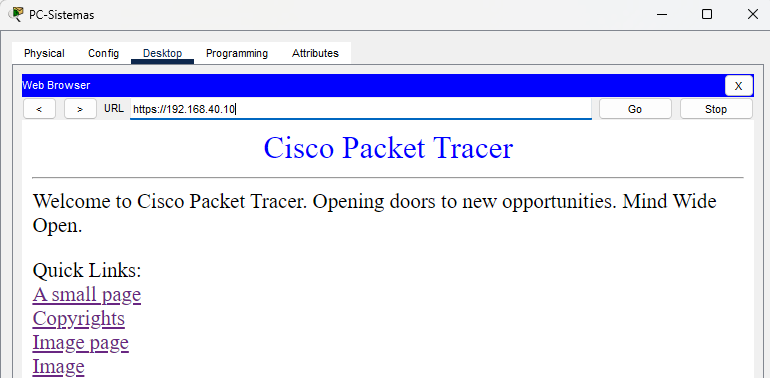 PC-Sistemas
Physical Config Desktop Programming Attributes
Web Browser X
< > URL https://192.168.40.10 Go Stop
Cisco Packet Tracer
Welcome to Cisco Packet Tracer. Opening doors to new opportunities. Mind Wide
Open.
Quick Links:
A small page
Copyrights
Image page
Image